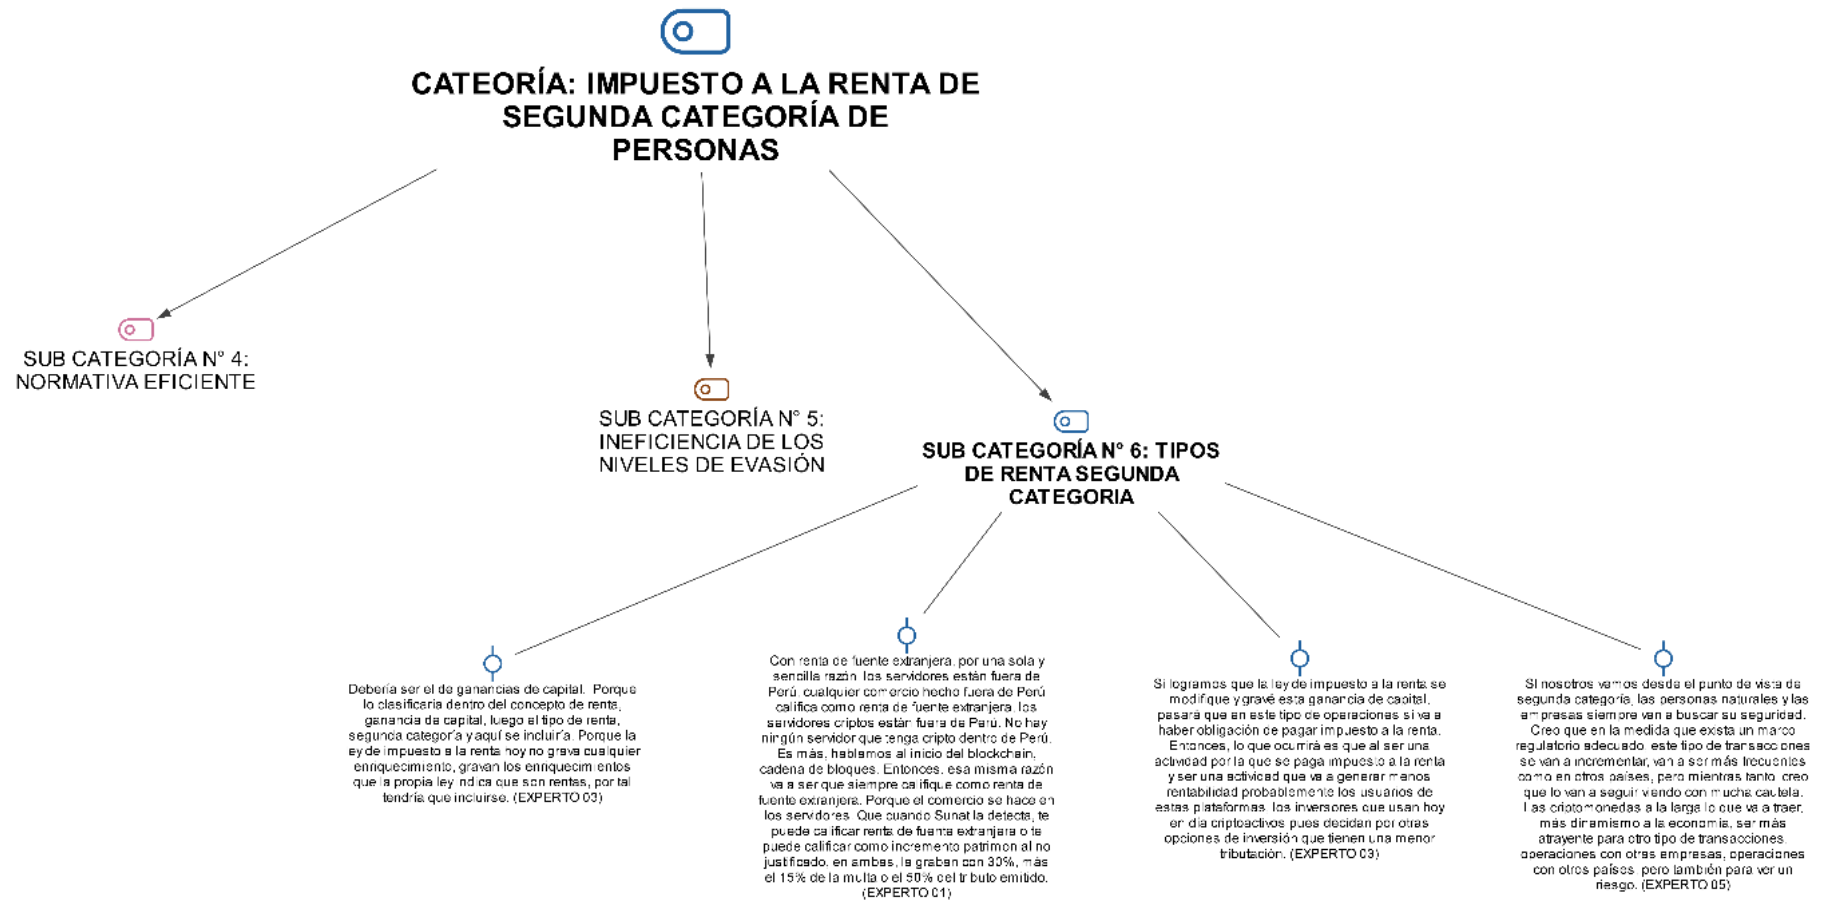 CATEORÍA: IMPUESTO A LA RENTA DE
SEGUNDA CATEGORÍA DE
PERSONAS
SUB CATEGORÍA N° 4:
NORMATIVA EFICIENTE
SUB CATEGORÍA N° 5:
INEFICIENCIA DE LOS
NIVELES DE EVASIÓN
SUB CATEGORÍA N° 6: TIPOS
DE RENTA SEGUNDA
CATEGORIA
Debería ser el de ganancias de capital. Porque
lo clasificaría dentro del concepto de renta,
ganancia de capital, luego el tipo de renta,
segunda categoría y aquí se incluiría. Porque la
ley de impuesto a la renta hoy no grava cualquier
enriquecimiento, gravan los enriquecimientos
que la propia ley indica que son rentas, por tal
tendría que incluirse. (EXPERTO 03)
Con renta de fuente extranjera, por una sola y
sencilla razón, los servidores están fuera de
Perú, cualquier comercio hecho fuera de Perú
califica como renta de fuente extranjera, los
servidores criptos están fuera de Perú. No hay
ningún servidor que tenga cripto dentro de Perú.
Es más, hablamos al inicio del blockchain,
cadena de bloques. Entonces, esa misma razón
va a ser que siempre califique como renta de
fuente extranjera. Porque el comercio se hace en
los servidores. Que cuando Sunat la detecta, te
puede calificar renta de fuente extranjera o te
puede calificar como incremento patrimonial no
justificado, en ambas, la graban con 30%, más
el 15% de la multa o el 50% del tributo emitido.
(EXPERTO 01)
Si logramos que la ley de impuesto a la renta se
modifique y gravé esta ganancia de capital,
pasará que en este tipo de operaciones si va a
haber obligación de pagar impuesto a la renta.
Entonces, lo que ocurrirá es que al ser una
actividad por la que se paga impuesto a la renta
y ser una actividad que va a generar menos
rentabilidad probablemente los usuarios de
estas plataformas, los inversores que usan hoy
en día criptoactivos pues decidan por otras
opciones de inversión que tienen una menor
tributación. (EXPERTO 03)
SI nosotros vemos desde el punto de vista de
segunda categoría, las personas naturales y las
empresas siempre van a buscar su seguridad.
Creo que en la medida que exista un marco
regulatorio adecuado, este tipo de transacciones
se van a incrementar, van a ser más frecuentes
como en otros países, pero mientras tanto, creo
que lo van a seguir viendo con mucha cautela.
Las criptomonedas a la larga lo que va a traer,
más dinamismo a la economía, ser más
atrayente para otro tipo de transacciones,
operaciones con otras empresas, operaciones
con otros países, pero también para ver un
riesgo. (EXPERTO 05)